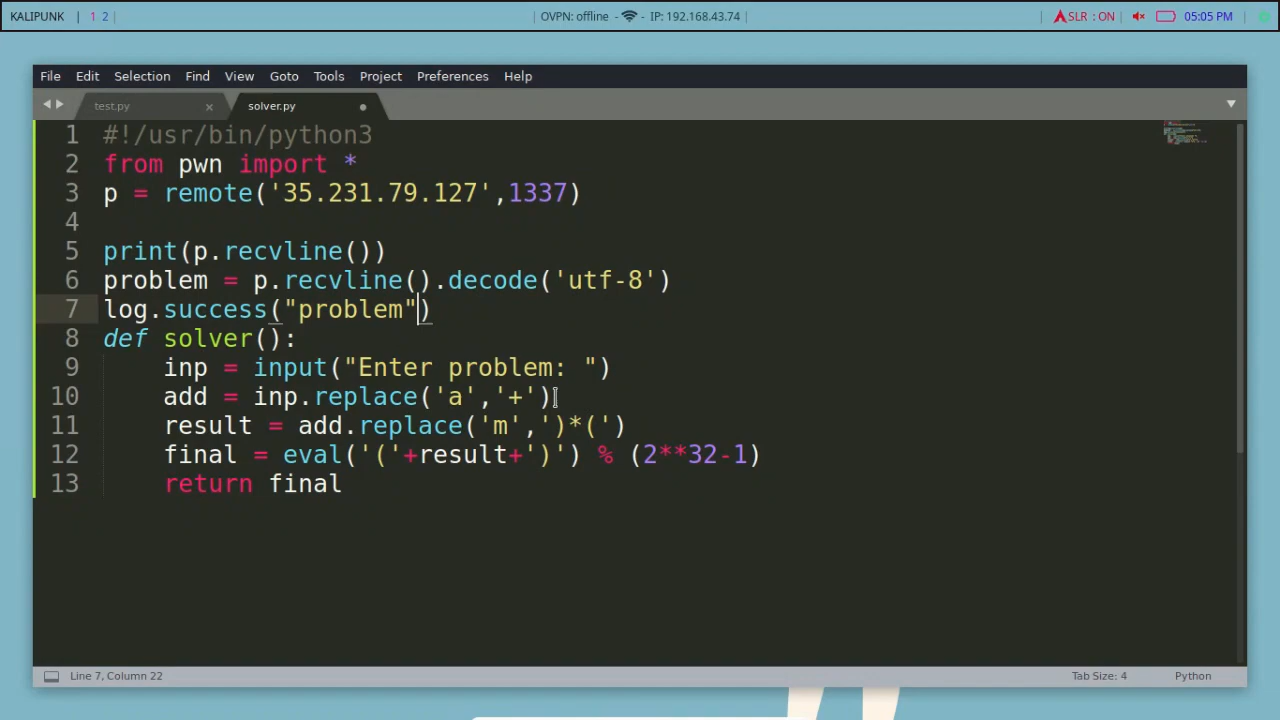 KALIPUNK | 1 2 | | OVPN: offline - - IP: 192.168.43.74 | | SLR : ON | 05:05 PM
File Edit Selection Find View Goto Tools Project Preferences Help
test.py × solver.py
1 #!/usr/bin/python3
2 from pwn import *
3 p = remote('35.231.79.127',1337)
4
5 print(p.recvline())
6 problem = p.recvline().decode('utf-8')
7 log.success("problem")
8 def solver():
9 inp = input("Enter problem: ")
10 add = inp.replace('a','+')
11 result = add.replace('m',')*(')
12 final = eval('('+result+')') % (2**32-1)
13 return final
Line 7, Column 22 Tab Size: 4 Python